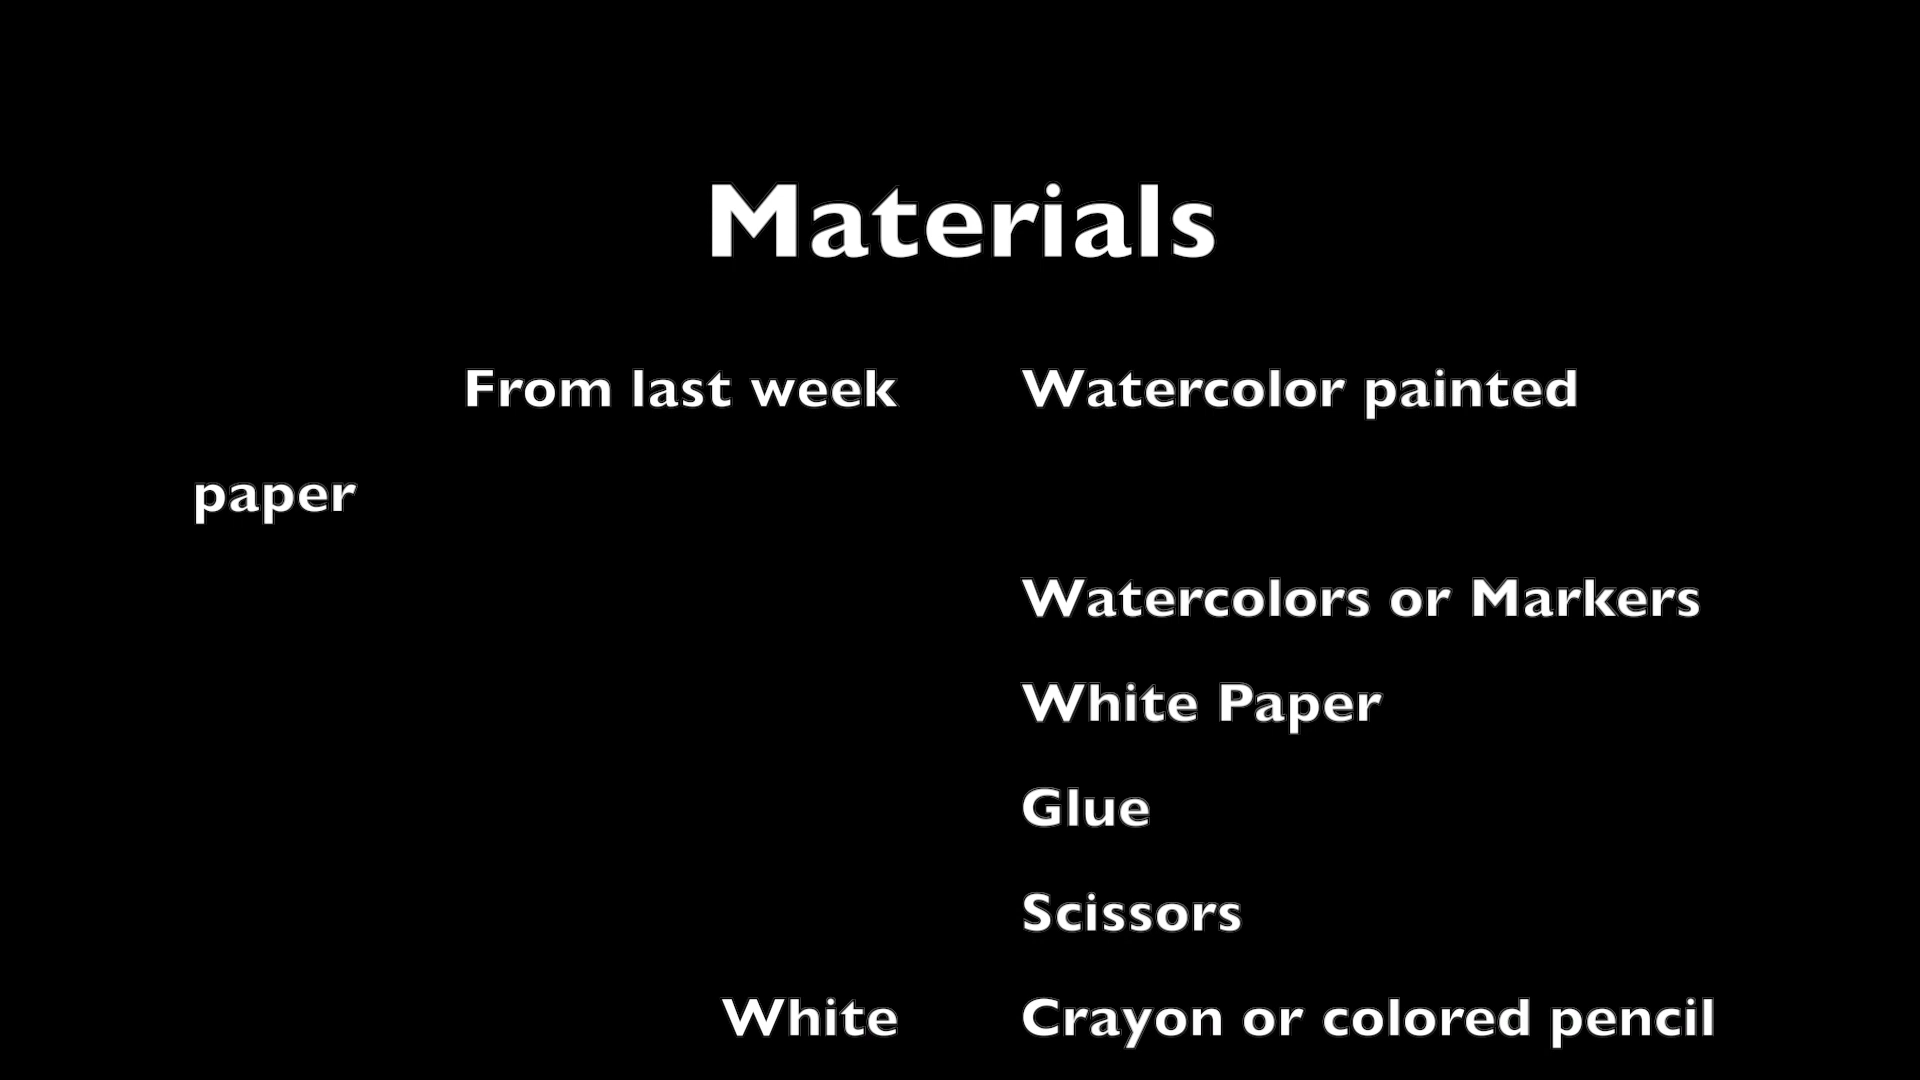 Materials
From last week Watercolor painted
paper
Watercolors or Markers
White Paper
Glue
Scissors
White Crayon or colored pencil